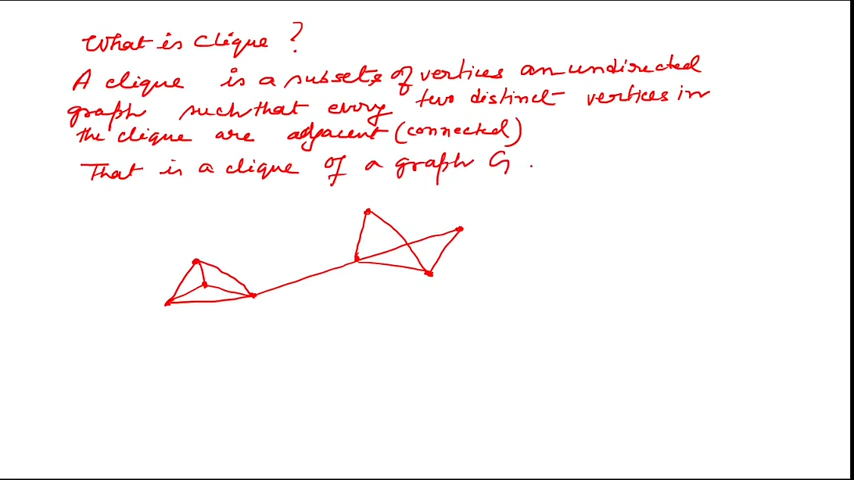 What is clique ?
A clique is a subsets of vertices an undirected
graph such that every two distinct vertices in
the clique are adjacent (connected)
That is a clique of a graph G .